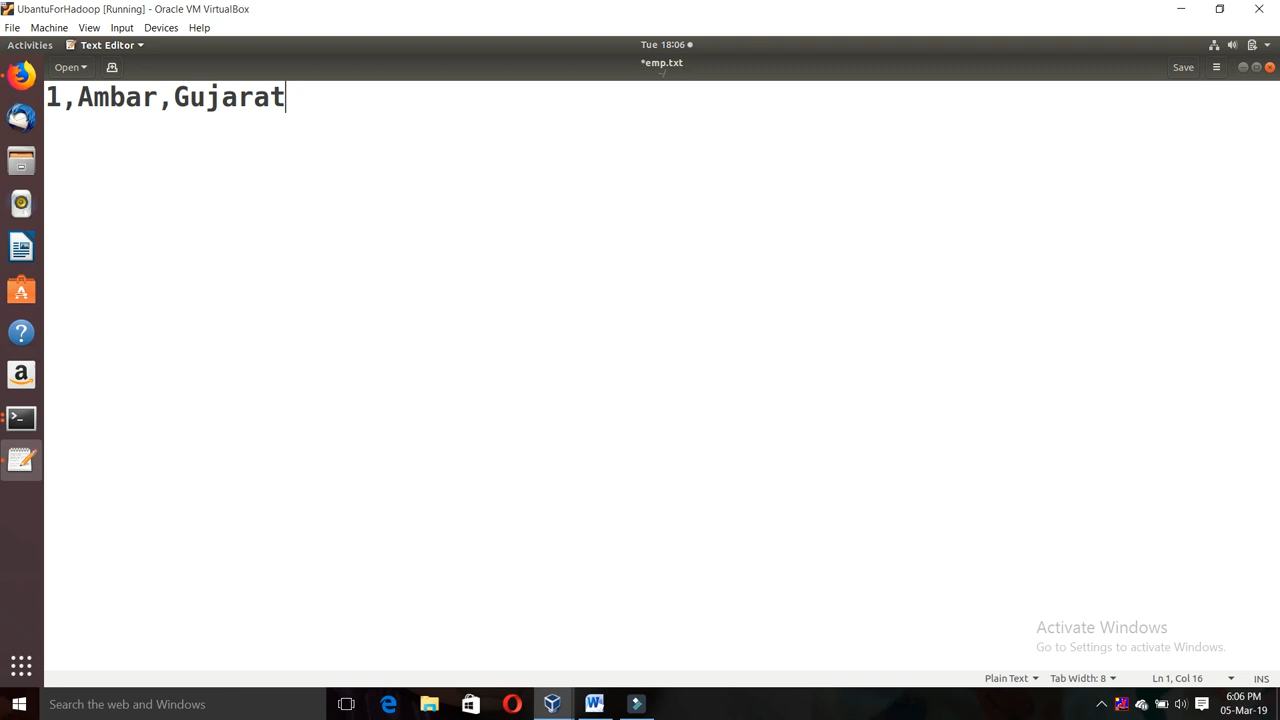 UbantuForHadoop [Running] - Oracle VM VirtualBox
File Machine View Input Devices Help
Activities Text Editor Tue 18:06
Open *emp.txt Save
~/
1,Ambar,Gujarat
Activate Windows
Go to Settings to activate Windows.
Plain Text Tab Width: 8 Ln 1, Col 16 INS
Search the web and Windows
6:06 PM
05-Mar-19